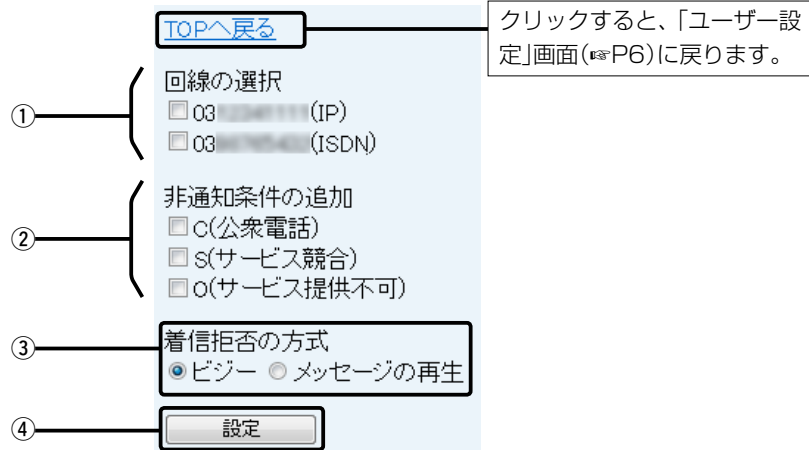 TOPへ戻る
クリックすると、「ユーザー設
定」画面(☞P6)に戻ります。
①
回線の選択
03 (IP)
03 (ISDN)
②
非通知条件の追加
C(公衆電話)
S(サービス競合)
O(サービス提供不可)
③
着信拒否の方式
ビジー メッセージの再生
④
設定